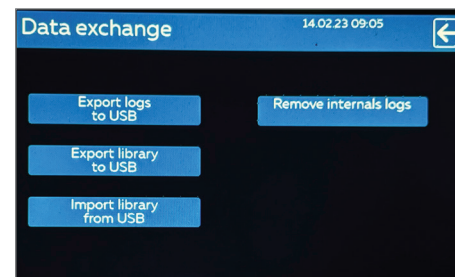 Data exchange
14.02.23 09:05
Export logs
to USB
Remove internals logs
Export library
to USB
Import library
from USB